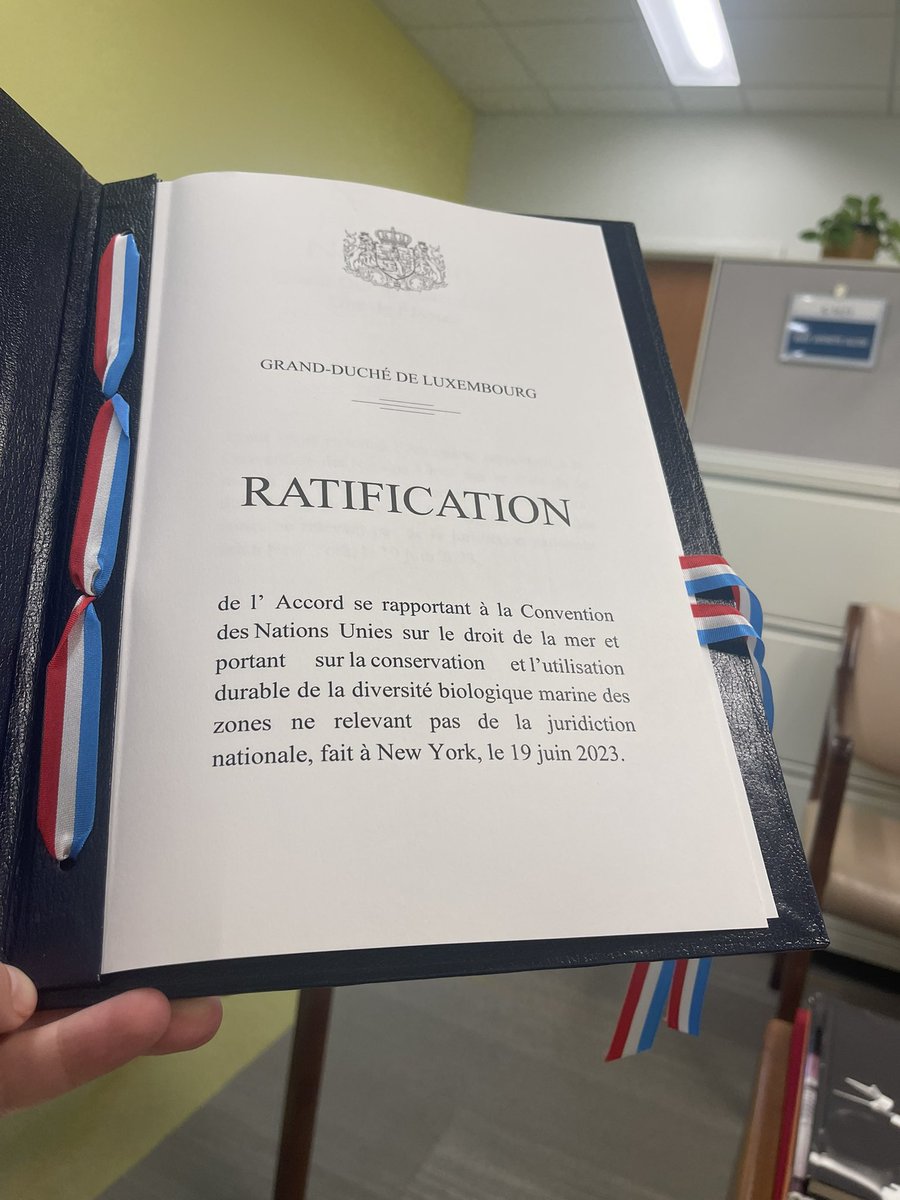 GRAND-DUCHÉ DE LUXEMBOURG
RATIFICATION
de l' Accord se rapportant à la Convention
des Nations Unies sur le droit de la mer et
portant sur la conservation et l'utilisation
durable de la diversité biologique marine des
zones ne relevant pas de la juridiction
nationale, fait à New York, le 19 juin 2023.